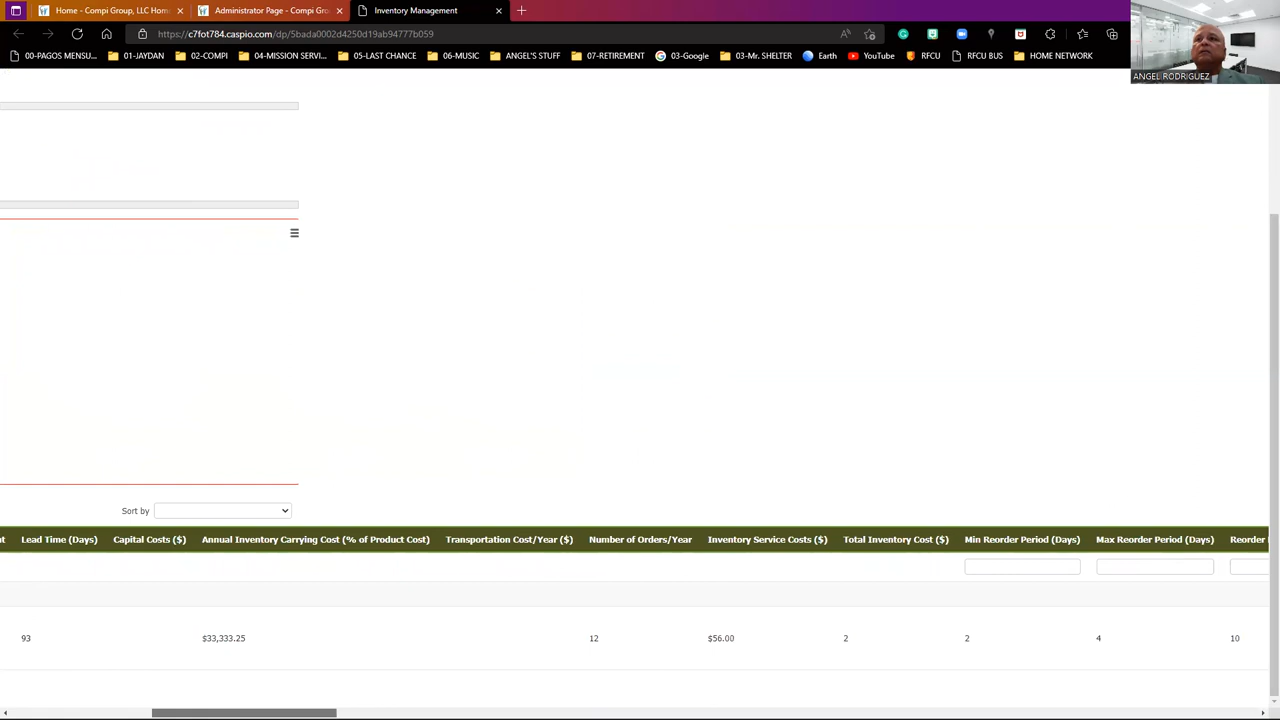 Home - Compi Group, LLC Hom
Administrator Page - Compi Gro
Inventory Management
https://c7fot784.caspio.com/dp/5bada0002d4250d19ab94777b059
00-PAGOS MENSU...
01-JAYDAN
02-COMPI
04-MISSION SERVI...
05-LAST CHANCE
06-MUSIC
ANGEL'S STUFF
07-RETIREMENT
03-Google
03-Mr. SHELTER
Earth
YouTube
RFCU
RFCU BUS
HOME NETWORK
ANGEL RODRIGUEZ
Sort by
t Lead Time (Days) Capital Costs ($) Annual Inventory Carrying Cost (% of Product Cost) Transportation Cost/Year ($) Number of Orders/Year Inventory Service Costs ($) Total Inventory Cost ($) Min Reorder Period (Days) Max Reorder Period (Days) Reorder
93 $33,333.25 12 $56.00 2 2 4 10